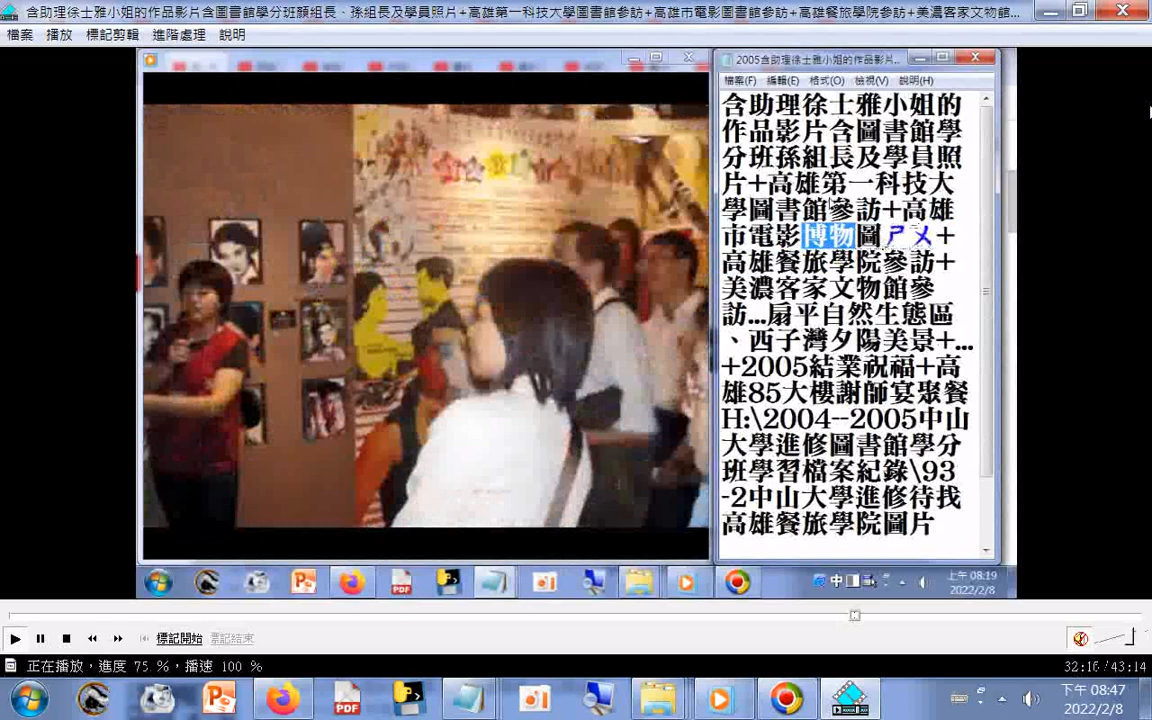 含助理徐士雅小姐的作品影片含圖書館學分班顏組長、孫組長及學員照片+高雄第一科技大學圖書館參訪+高雄市電影圖書館參訪+高雄餐旅學院參訪+美濃客家文物館...
檔案 播放 標記剪輯 進階處理 說明
2005含助理徐士雅小姐的作品影片...
檔案(F) 編輯(E) 格式(O) 檢視(V) 說明(H)
含助理徐士雅小姐的
作品影片含圖書館學
分班孫組長及學員照
片+高雄第一科技大
學圖書館參訪+高雄
市電影博物圖ㄕㄨ+
高雄餐旅學院參訪+
美濃客家文物館參
訪...扇平自然生態區
、西子灣夕陽美景+...
+2005結業祝福+高
雄85大樓謝師宴聚餐
H:\2004--2005中山
大學進修圖書館學分
班學習檔案紀錄\93
-2中山大學進修待找
高雄餐旅學院圖片
中
上午 08:19
2022/2/8
標記開始 標記結束
正在播放，進度 75 %，播速 100 %
32:16 / 43:14
下午 08:47
2022/2/8